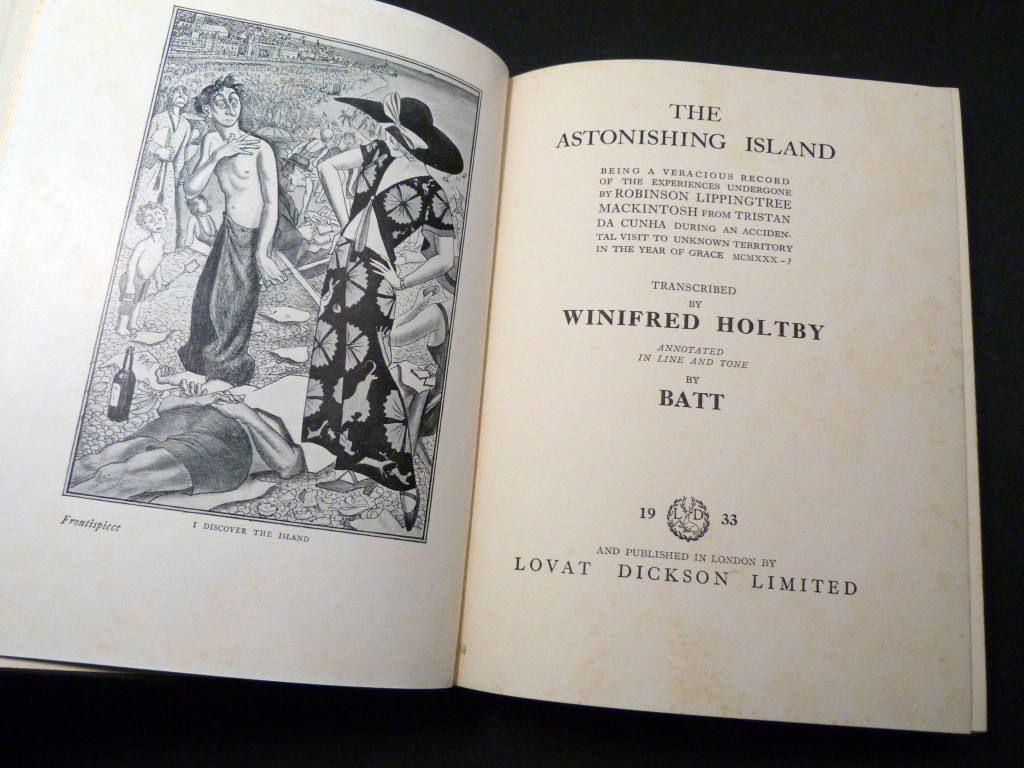 Frontispiece
I DISCOVER THE ISLAND
THE
ASTONISHING ISLAND
BEING A VERACIOUS RECORD
OF THE EXPERIENCES UNDERGONE
BY ROBINSON LIPPINGTREE
MACKINTOSH FROM TRISTAN
DA CUNHA DURING AN ACCIDEN-
TAL VISIT TO UNKNOWN TERRITORY
IN THE YEAR OF GRACE MCMXXX-?
TRANSCRIBED
BY
WINIFRED HOLTBY
ANNOTATED
IN LINE AND TONE
BY
BATT
19 LD 33
AND PUBLISHED IN LONDON BY
LOVAT DICKSON LIMITED